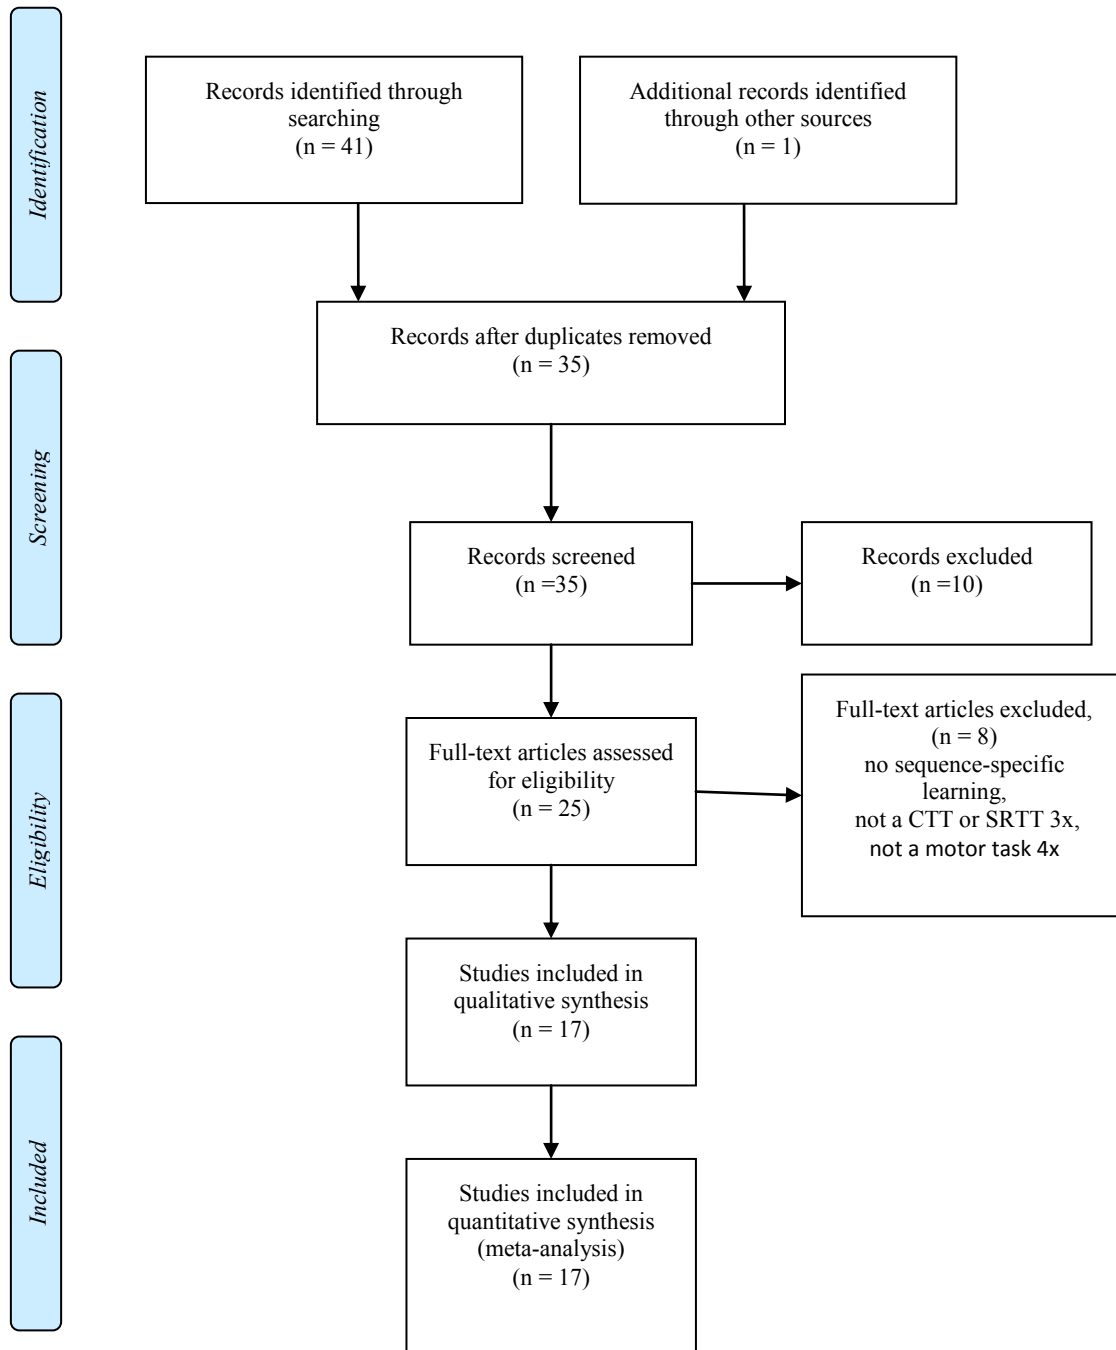 Identification
Records identified through
searching
(n = 41)
Additional records identified
through other sources
(n = 1)
Records after duplicates removed
(n = 35)
Screening
Records screened
(n =35)
Records excluded
(n =10)
Eligibility
Full-text articles assessed
for eligibility
(n = 25)
Full-text articles excluded,
(n = 8)
no sequence-specific
learning,
not a CTT or SRTT 3x,
not a motor task 4x
Studies included in
qualitative synthesis
(n = 17)
Included
Studies included in
quantitative synthesis
(meta-analysis)
(n = 17)